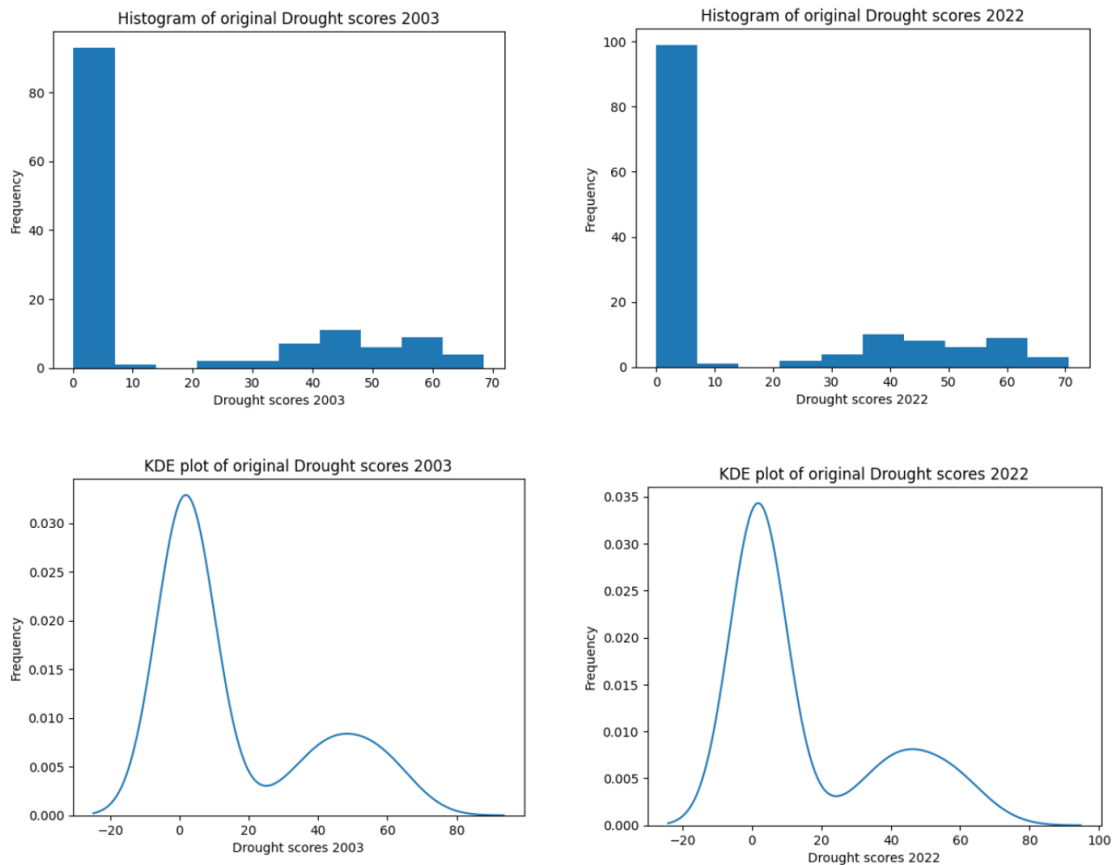 Histogram of original Drought scores 2003
80
60
40
20
0
Frequency
0 10 20 30 40 50 60 70
Drought scores 2003
Histogram of original Drought scores 2022
100
80
60
40
20
0
Frequency
0 10 20 30 40 50 60 70
Drought scores 2022
KDE plot of original Drought scores 2003
0.030
0.025
0.020
0.015
0.010
0.005
0.000
Frequency
−20 0 20 40 60 80
Drought scores 2003
KDE plot of original Drought scores 2022
0.035
0.030
0.025
0.020
0.015
0.010
0.005
0.000
Frequency
−20 0 20 40 60 80 100
Drought scores 2022